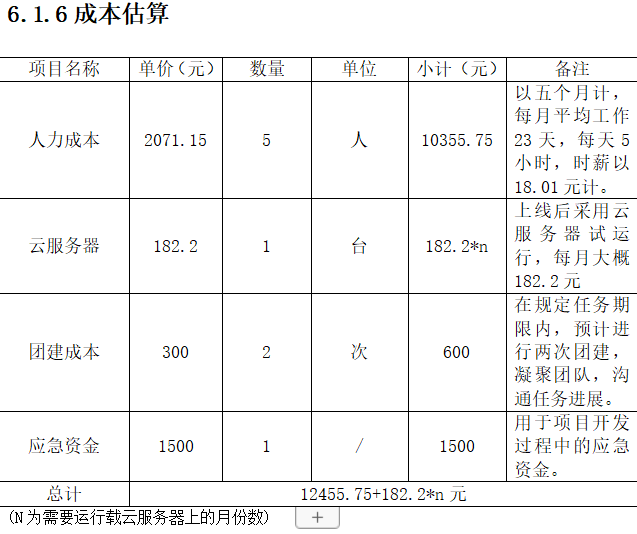 6.1.6成本估算
项目名称 单价（元） 数量 单位 小计（元） 备注
人力成本 2071.15 5 人 10355.75
以五个月计，
每月平均工作
23天，每天5
小时，时薪以
18.01元计。
云服务器 182.2 1 台 182.2*n
上线后采用云
服务器试运
行，每月大概
182.2元
团建成本 300 2 次 600
在规定任务期
限内，预计进
行两次团建，
凝聚团队，沟
通任务进展。
应急资金 1500 1 / 1500
用于项目开发
过程中的应急
资金。
总计 12455.75+182.2*n 元
(N为需要运行载云服务器上的月份数)
+